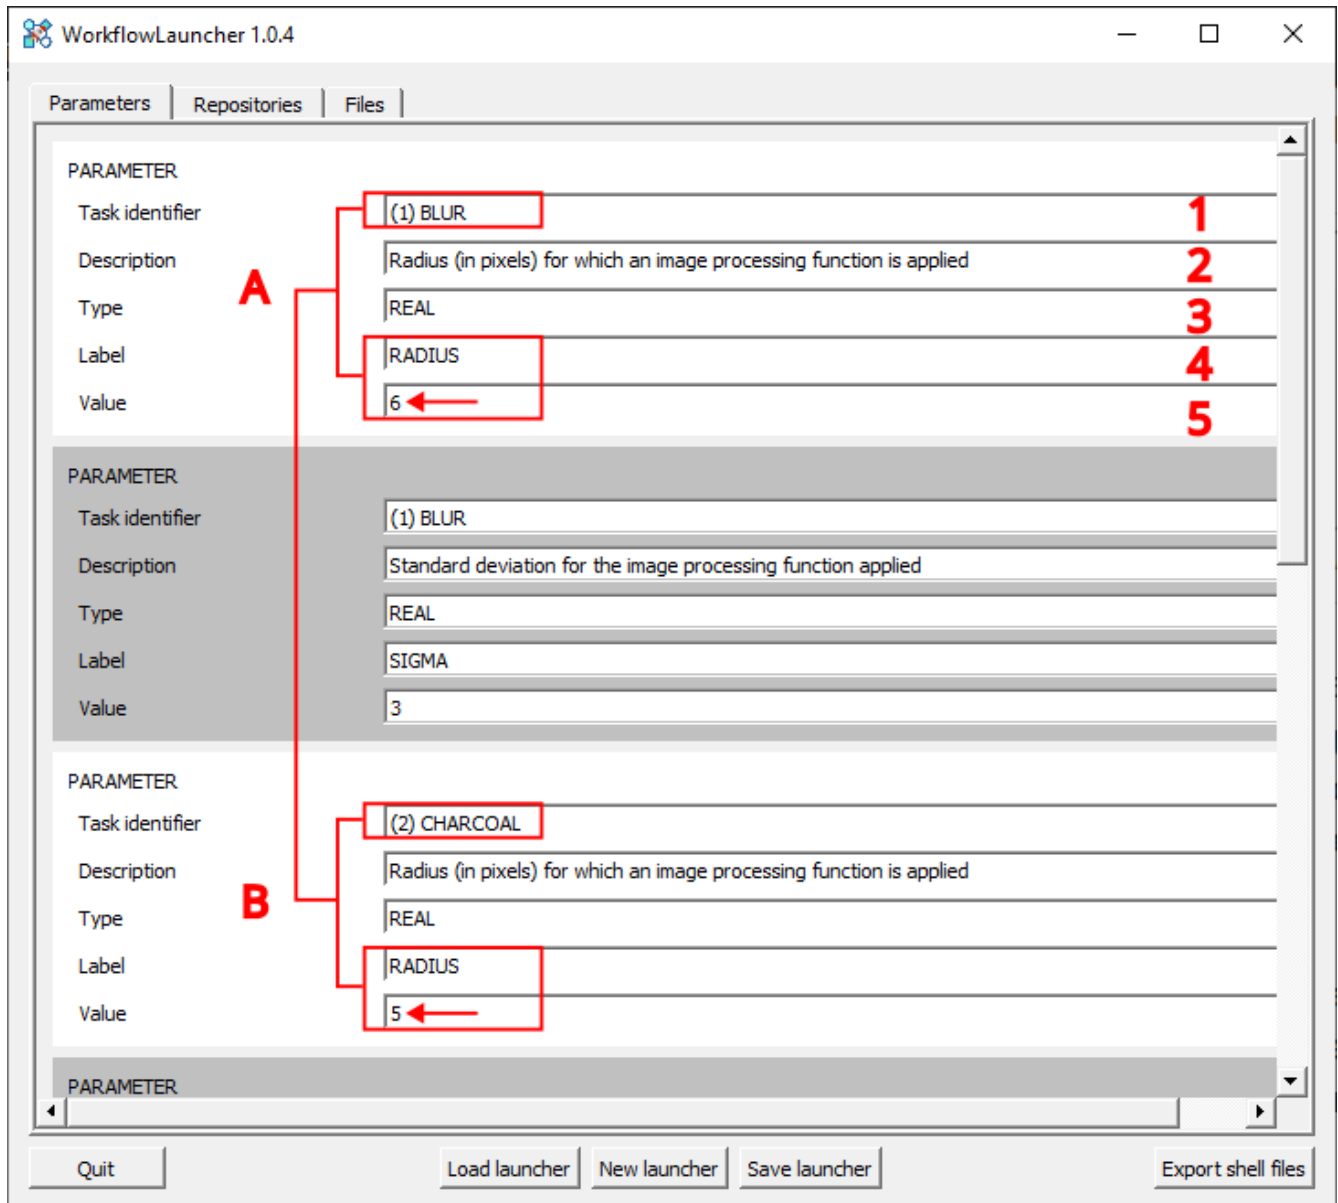 WorkflowLauncher 1.0.4
Parameters Repositories Files
PARAMETER
Task identifier (1) BLUR 1
Description Radius (in pixels) for which an image processing function is applied 2
A
Type REAL 3
Label RADIUS 4
Value 6 5
PARAMETER
Task identifier (1) BLUR
Description Standard deviation for the image processing function applied
Type REAL
Label SIGMA
Value 3
PARAMETER
Task identifier (2) CHARCOAL
Description Radius (in pixels) for which an image processing function is applied
B
Type REAL
Label RADIUS
Value 5
PARAMETER
Quit Load launcher New launcher Save launcher Export shell files